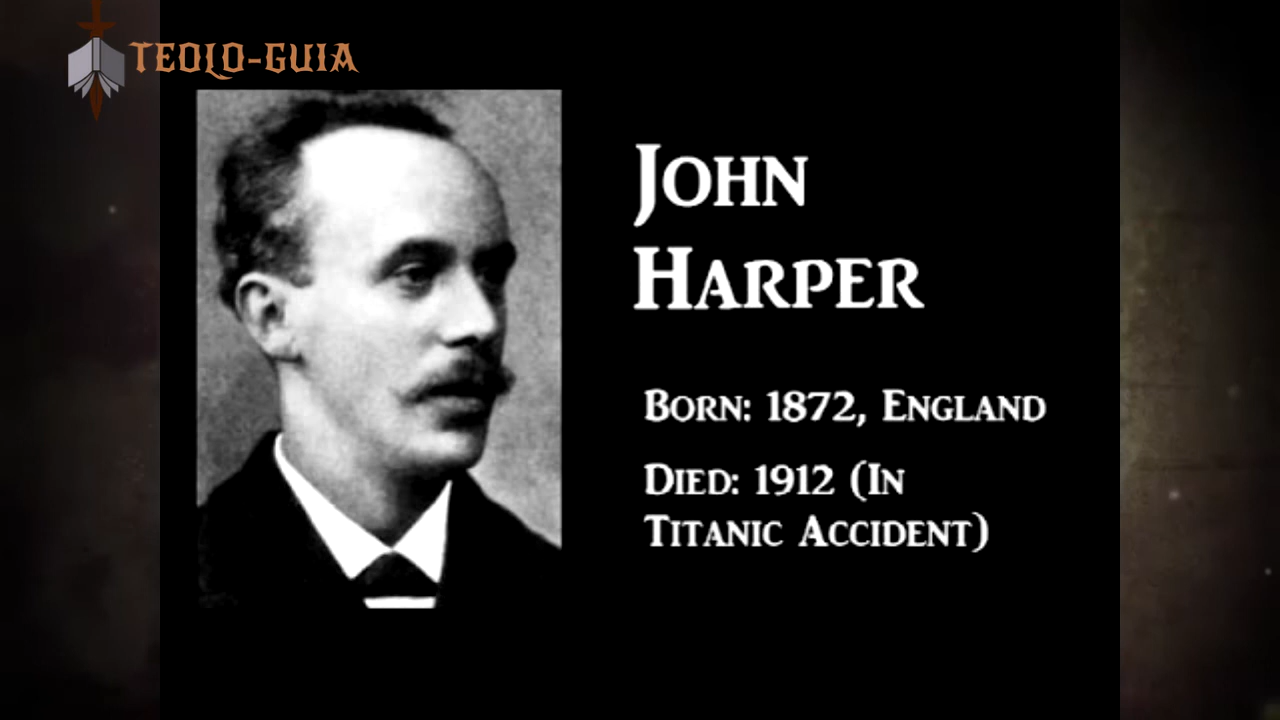 TEOLO-GUIA
JOHN
HARPER
BORN: 1872, ENGLAND
DIED: 1912 (IN
TITANIC ACCIDENT)